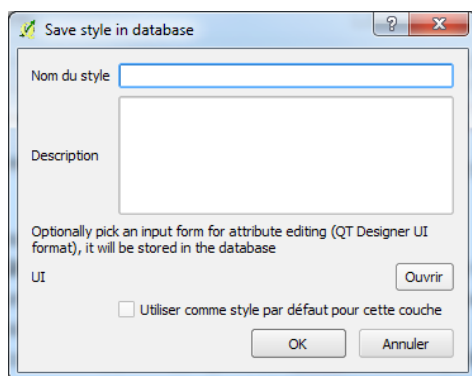 Save style in database
Nom du style
Description
Optionally pick an input form for attribute editing (QT Designer UI
format), it will be stored in the database
UI
Ouvrir
Utiliser comme style par défaut pour cette couche
OK
Annuler